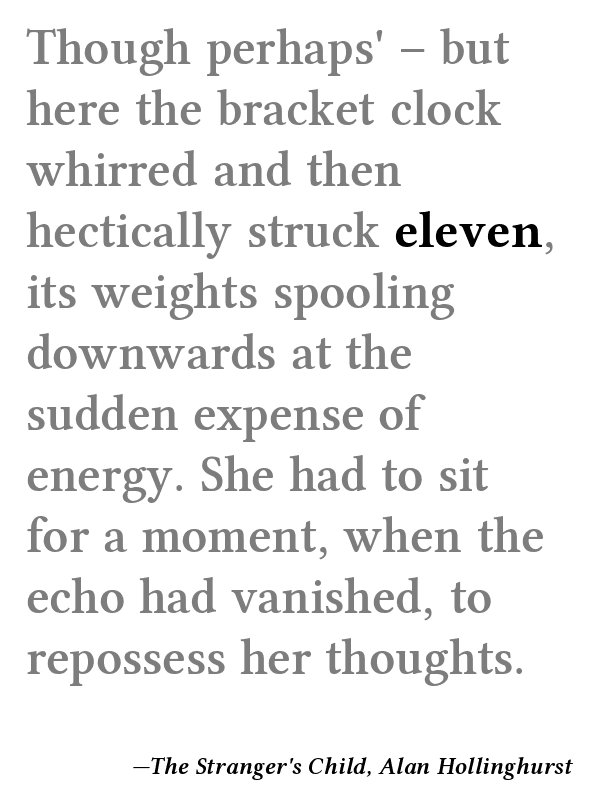 Though perhaps' – but
here the bracket clock
whirred and then
hectically struck eleven,
its weights spooling
downwards at the
sudden expense of
energy. She had to sit
for a moment, when the
echo had vanished, to
repossess her thoughts.
—The Stranger's Child, Alan Hollinghurst